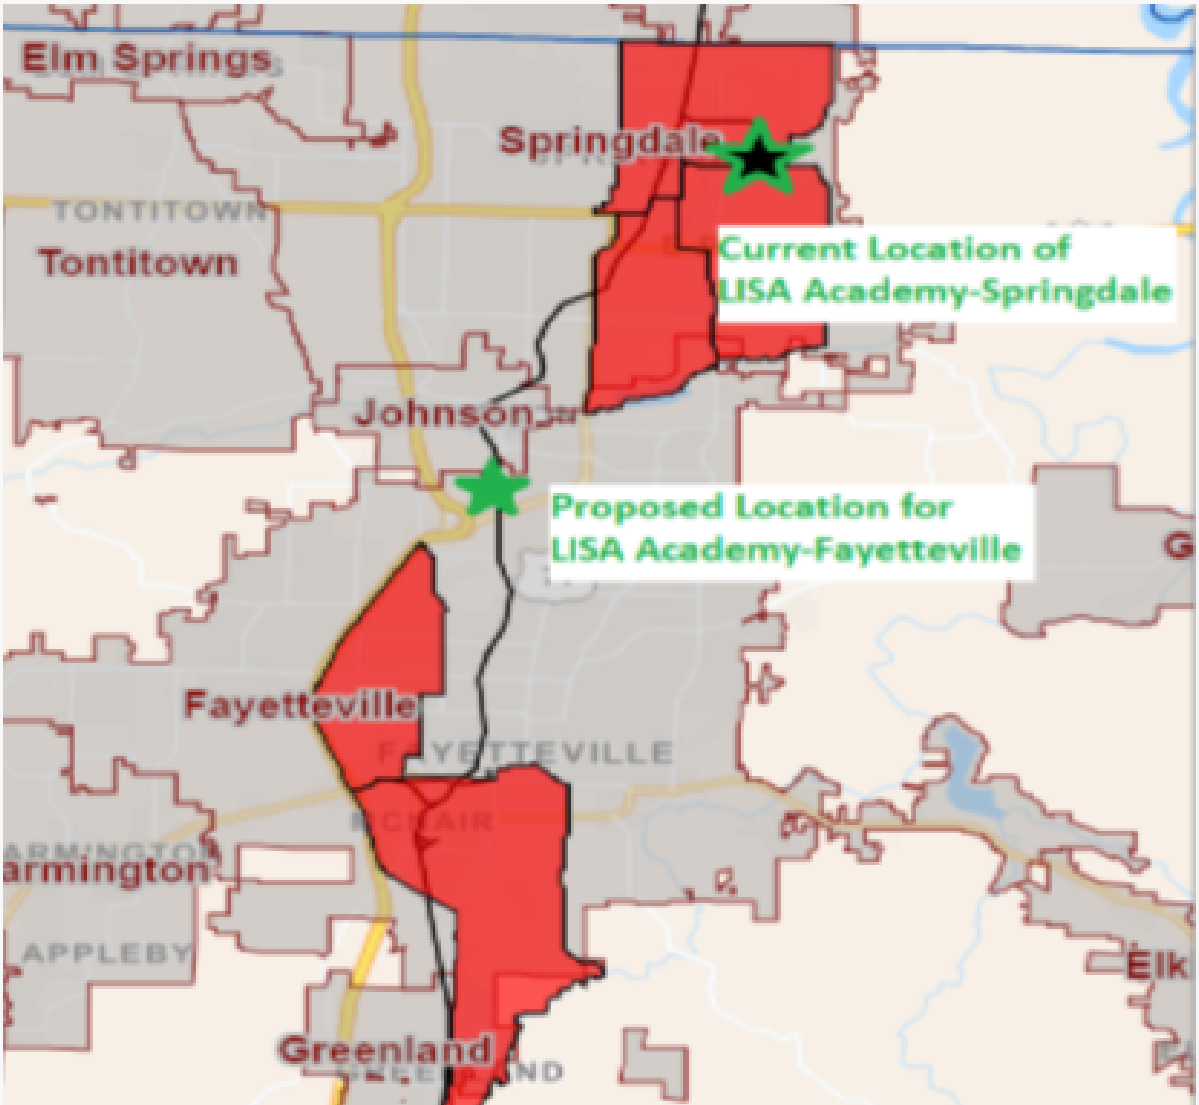 Elm Springs
Springdale
TONTITOWN
Tontitown
Current Location of
LISA Academy-Springdale
Johnson
Proposed Location for
LISA Academy-Fayetteville
G
Fayetteville
FAYETTEVILLE
MCNAIR
ARMINGTON
armington
APPLEBY
Elk
Greenland